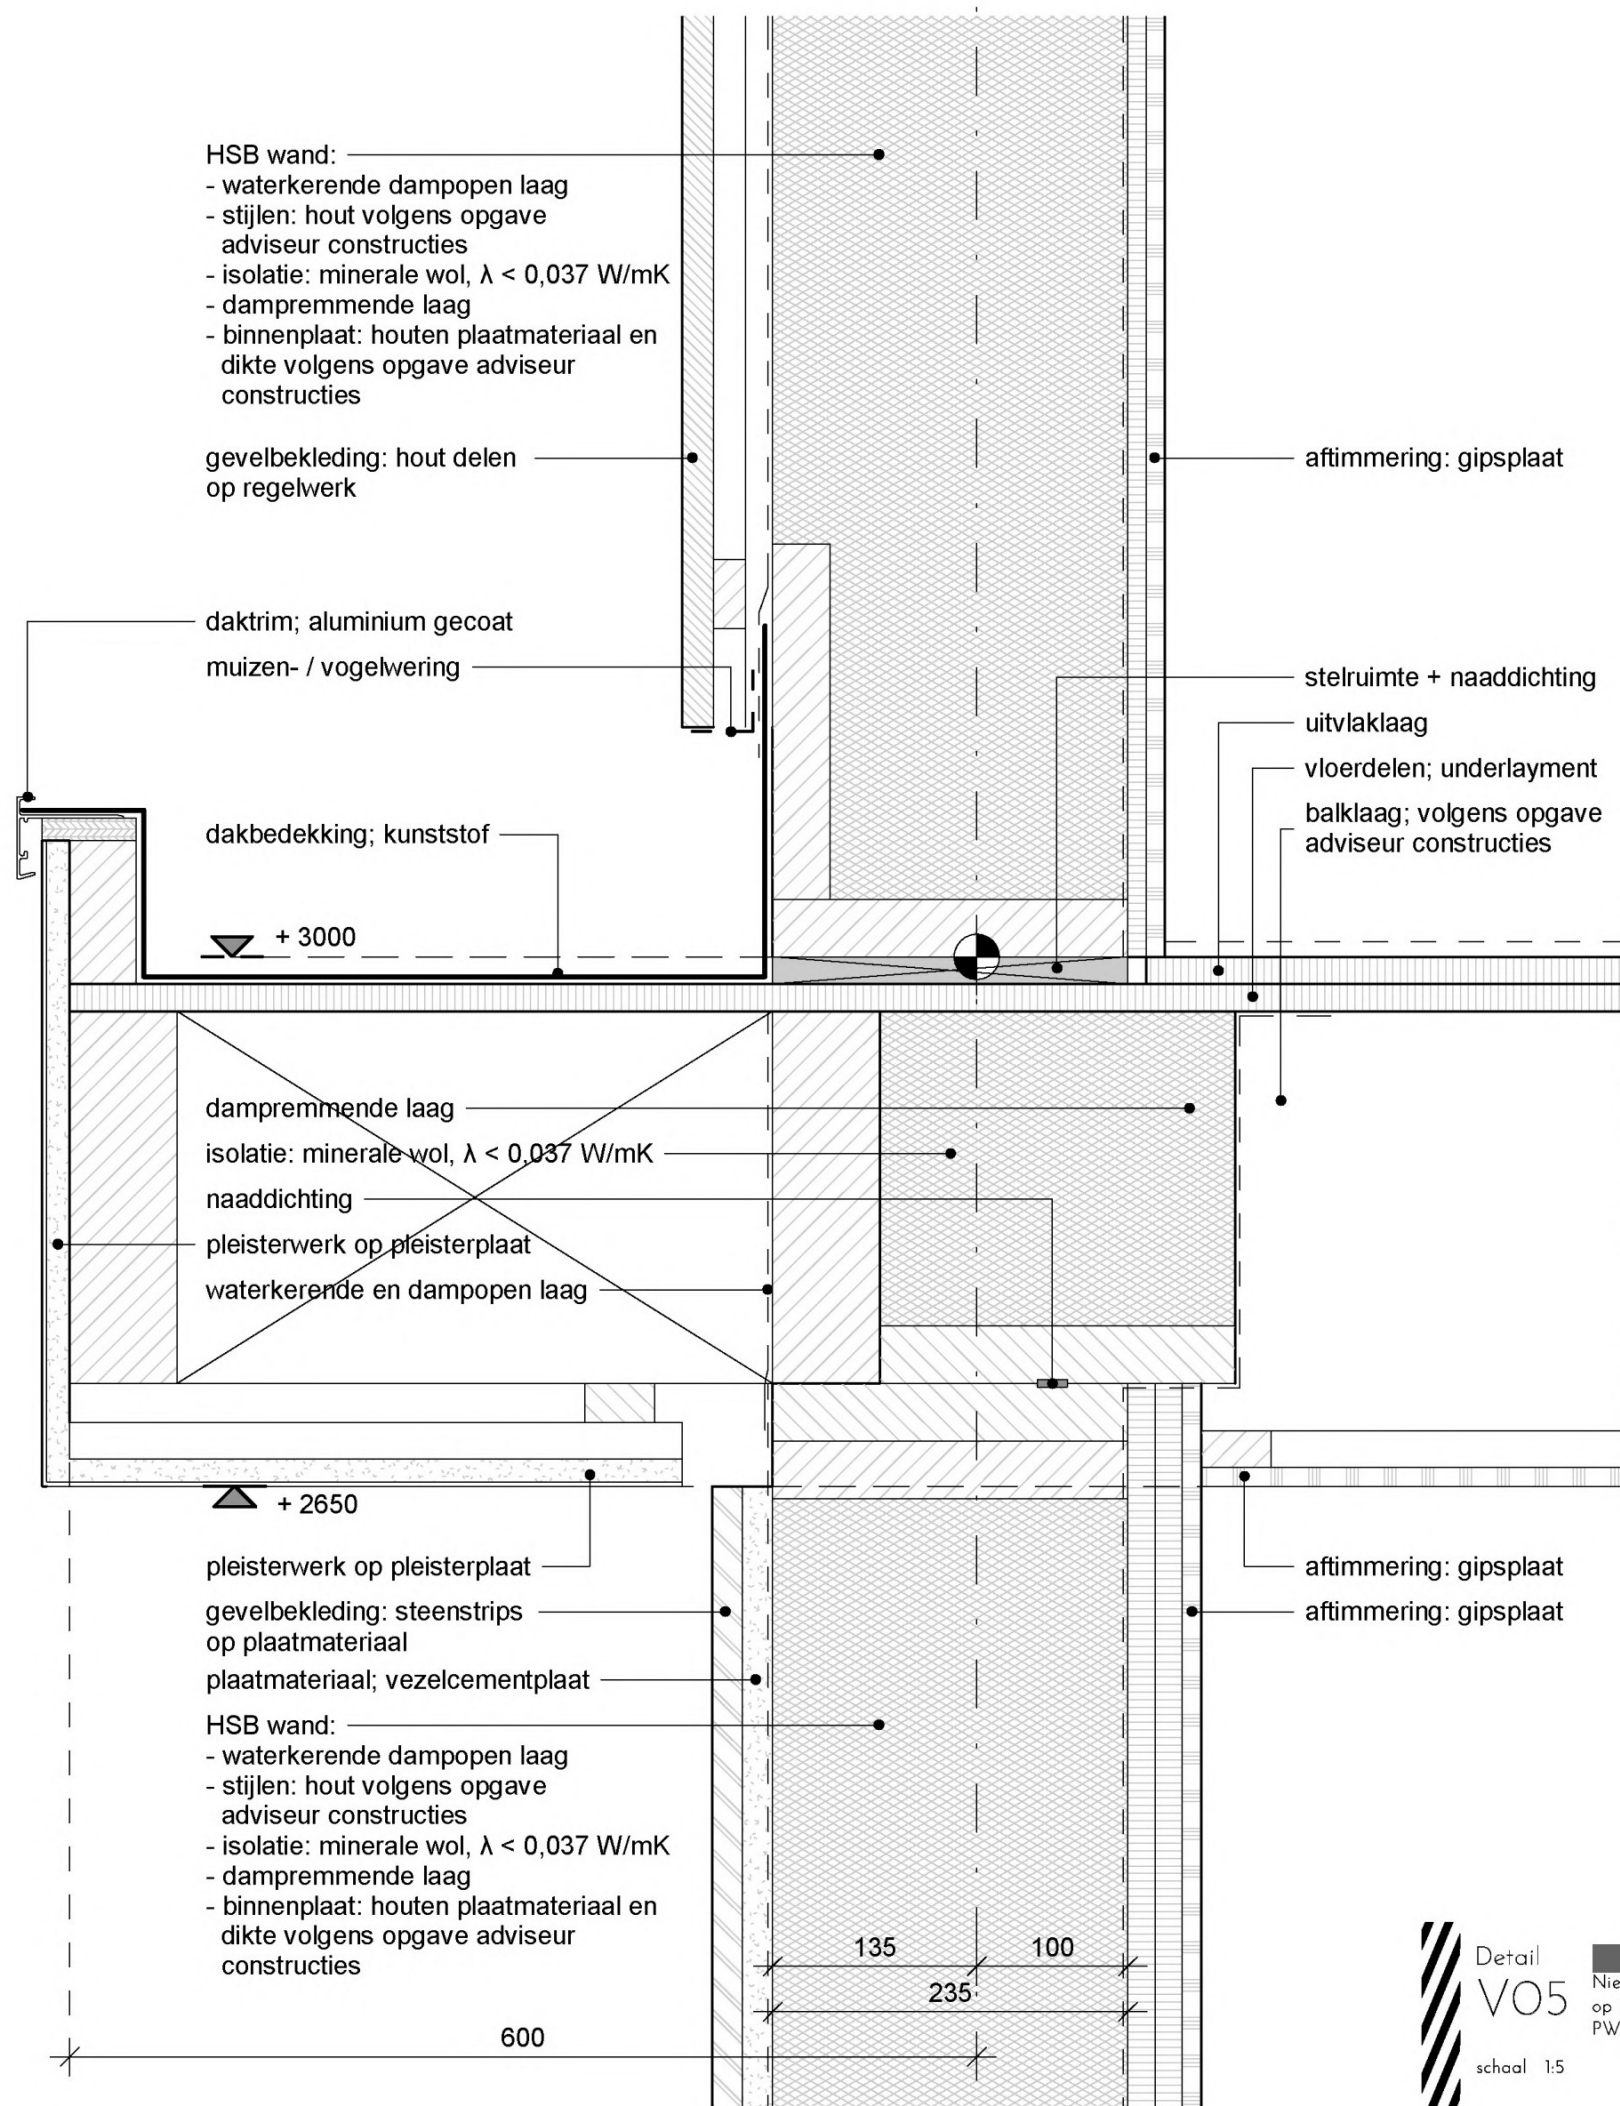 HSB wand:
- waterkerende dampopen laag
- stijlen: hout volgens opgave
adviseur constructies
- isolatie: minerale wol, λ < 0,037 W/mK
- dampremmende laag
- binnenplaat: houten plaatmateriaal en
dikte volgens opgave adviseur
constructies
gevelbekleding: hout delen
op regelwerk
aftimmering: gipsplaat
daktrim; aluminium gecoat
muizen- / vogelwering
stelruimte + naaddichting
uitvlaklaag
vloerdelen; underlayment
balklaag; volgens opgave
adviseur constructies
dakbedekking; kunststof
+ 3000
dampremmende laag
isolatie: minerale wol, λ < 0,037 W/mK
naaddichting
pleisterwerk op pleisterplaat
waterkerende en dampopen laag
+ 2650
pleisterwerk op pleisterplaat
aftimmering: gipsplaat
gevelbekleding: steenstrips
op plaatmateriaal
aftimmering: gipsplaat
plaatmateriaal; vezelcementplaat
HSB wand:
- waterkerende dampopen laag
- stijlen: hout volgens opgave
adviseur constructies
- isolatie: minerale wol, λ < 0,037 W/mK
- dampremmende laag
- binnenplaat: houten plaatmateriaal en
dikte volgens opgave adviseur
constructies
135
100
235
600
Detail
V05
schaal 1:5
Nie
op
PW